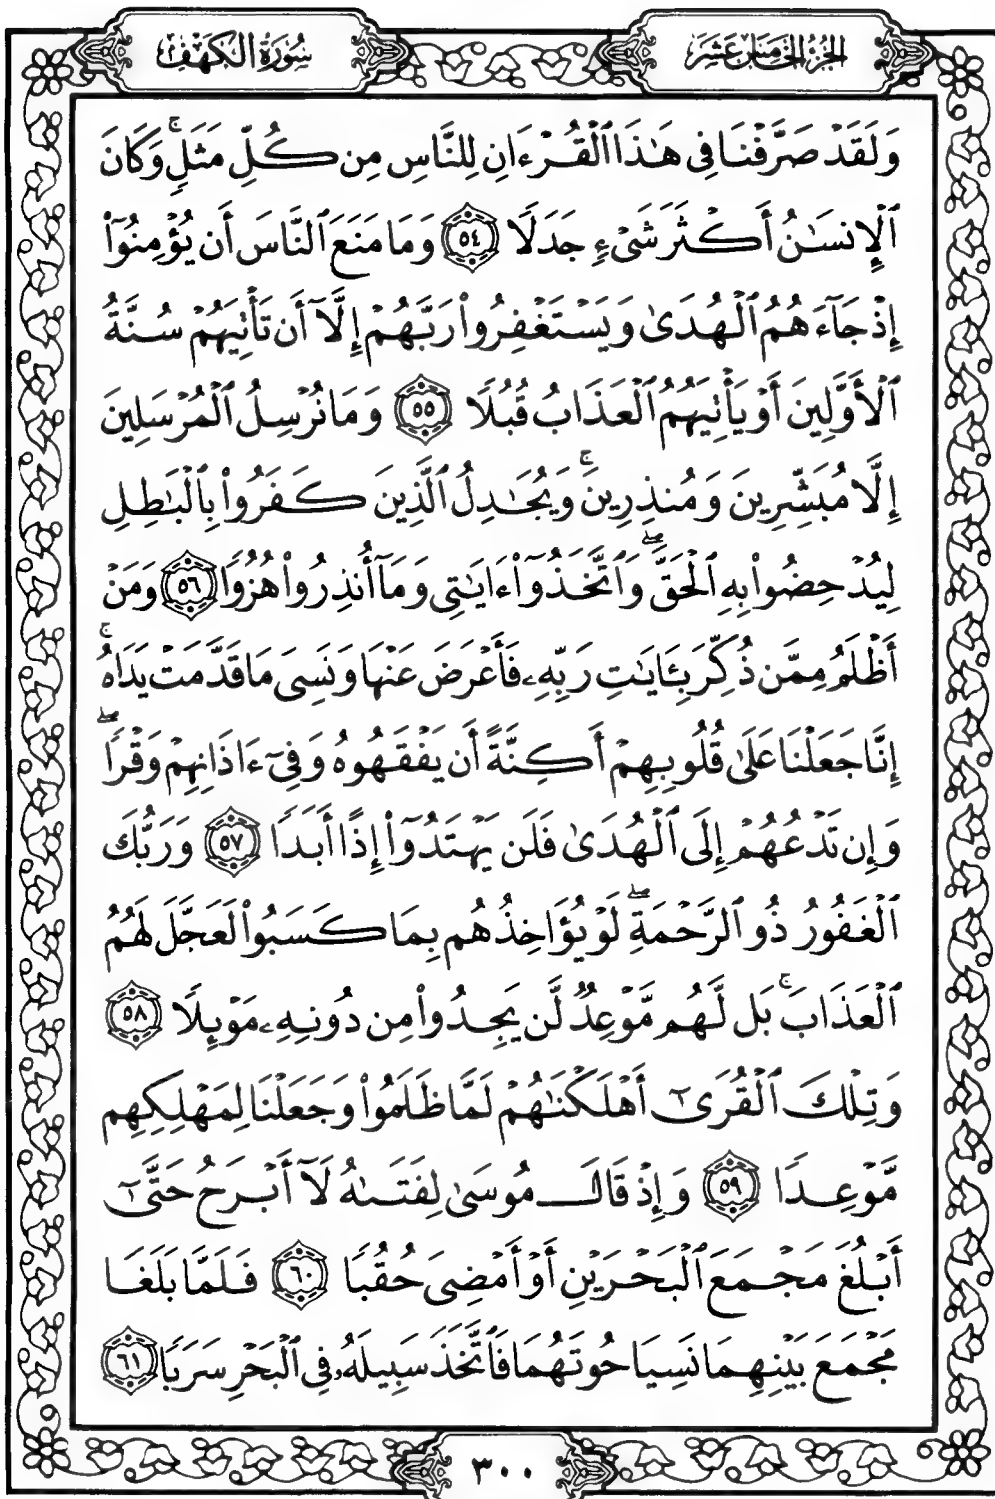 الجزء الخامس عشر
سورة الكهف
وَلَقَدْ صَرَّفْنَا فِى هَٰذَا ٱلْقُرْءَانِ لِلنَّاسِ مِن كُلِّ مَثَلٍۚ وَكَانَ
ٱلْإِنسَٰنُ أَكْثَرَ شَىْءٍ جَدَلًا ٥٤ وَمَا مَنَعَ ٱلنَّاسَ أَن يُؤْمِنُوٓا۟
إِذْ جَآءَهُمُ ٱلْهُدَىٰ وَيَسْتَغْفِرُوا۟ رَبَّهُمْ إِلَّآ أَن تَأْتِيَهُمْ سُنَّةُ
ٱلْأَوَّلِينَ أَوْ يَأْتِيَهُمُ ٱلْعَذَابُ قُبُلًا ٥٥ وَمَا نُرْسِلُ ٱلْمُرْسَلِينَ
إِلَّا مُبَشِّرِينَ وَمُنذِرِينَۚ وَيُجَٰدِلُ ٱلَّذِينَ كَفَرُوا۟ بِٱلْبَٰطِلِ
لِيُدْحِضُوا۟ بِهِ ٱلْحَقَّۖ وَٱتَّخَذُوٓا۟ ءَايَٰتِى وَمَآ أُنذِرُوا۟ هُزُوًا ٥٦ وَمَنْ
أَظْلَمُ مِمَّن ذُكِّرَ بِـَٔايَٰتِ رَبِّهِۦ فَأَعْرَضَ عَنْهَا وَنَسِىَ مَا قَدَّمَتْ يَدَاهُۚ
إِنَّا جَعَلْنَا عَلَىٰ قُلُوبِهِمْ أَكِنَّةً أَن يَفْقَهُوهُ وَفِىٓ ءَاذَانِهِمْ وَقْرًاۖ
وَإِن تَدْعُهُمْ إِلَى ٱلْهُدَىٰ فَلَن يَهْتَدُوٓا۟ إِذًا أَبَدًا ٥٧ وَرَبُّكَ
ٱلْغَفُورُ ذُو ٱلرَّحْمَةِۖ لَوْ يُؤَاخِذُهُم بِمَا كَسَبُوا۟ لَعَجَّلَ لَهُمُ
ٱلْعَذَابَۚ بَل لَّهُم مَّوْعِدٌ لَّن يَجِدُوا۟ مِن دُونِهِۦ مَوْئِلًا ٥٨
وَتِلْكَ ٱلْقُرَىٰٓ أَهْلَكْنَٰهُمْ لَمَّا ظَلَمُوا۟ وَجَعَلْنَا لِمَهْلِكِهِم
مَّوْعِدًا ٥٩ وَإِذْ قَالَ مُوسَىٰ لِفَتَىٰهُ لَآ أَبْرَحُ حَتَّىٰٓ
أَبْلُغَ مَجْمَعَ ٱلْبَحْرَيْنِ أَوْ أَمْضِىَ حُقُبًا ٦٠ فَلَمَّا بَلَغَا
مَجْمَعَ بَيْنِهِمَا نَسِيَا حُوتَهُمَا فَٱتَّخَذَ سَبِيلَهُۥ فِى ٱلْبَحْرِ سَرَبًا ٦١
٣٠٠